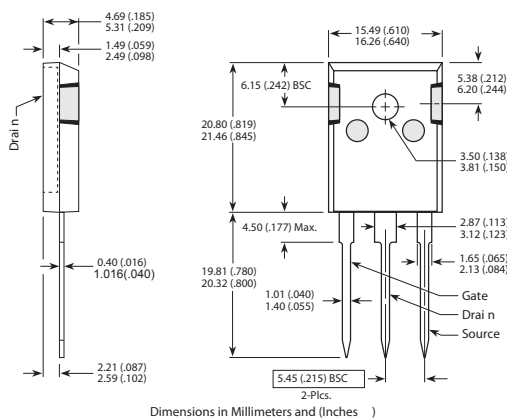 4.69 (.185)
5.31 (.209)
1.49 (.059)
2.49 (.098)
15.49 (.610)
16.26 (.640)
6.15 (.242) BSC
5.38 (.212)
6.20 (.244)
Drai n
20.80 (.819)
21.46 (.845)
3.50 (.138)
3.81 (.150)
4.50 (.177) Max.
2.87 (.113)
3.12 (.123)
0.40 (.016)
1.016(.040)
19.81 (.780)
20.32 (.800)
1.65 (.065)
2.13 (.084)
1.01 (.040)
1.40 (.055)
Gate
Drai n
Source
2.21 (.087)
2.59 (.102)
5.45 (.215) BSC
2-Plcs.
Dimensions in Millimeters and (Inches )